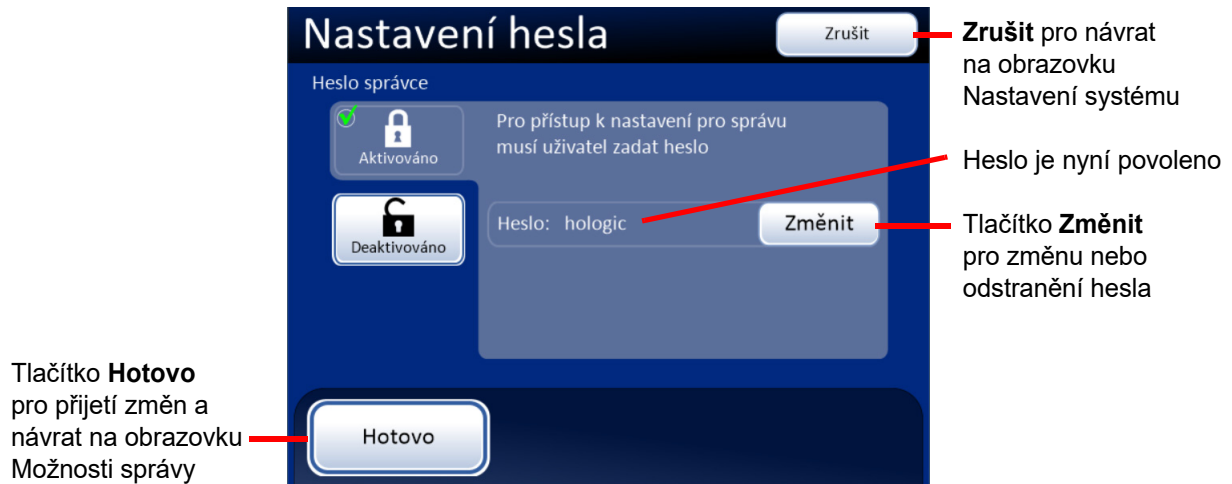 Nastavení hesla
Zrušit
Heslo správce
Aktivováno
Pro přístup k nastavení pro správu
musí uživatel zadat heslo
Deaktivováno
Heslo: hologic
Změnit
Hotovo
Zrušit pro návrat
na obrazovku
Nastavení systému
Heslo je nyní povoleno
Tlačítko Změnit
pro změnu nebo
odstranění hesla
Tlačítko Hotovo
pro přijetí změn a
návrat na obrazovku
Možnosti správy